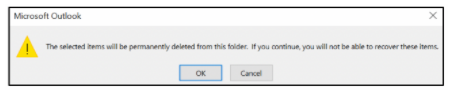 Microsoft Outlook
The selected items will be permanently deleted from this folder. If you continue, you will not be able to recover these items.
OK
Cancel